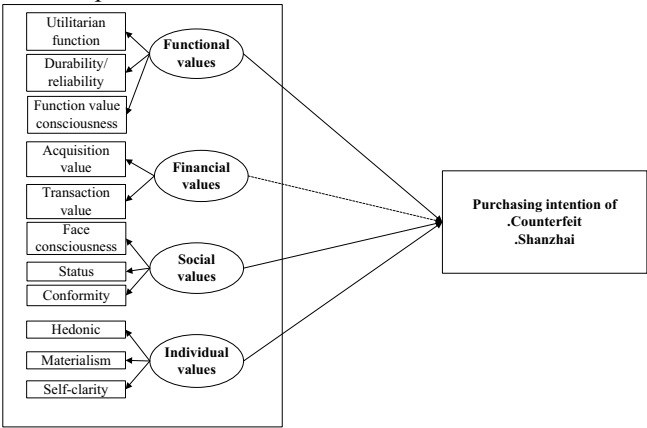 Utilitarian
function
Durability/
reliability
Function value
consciousness
Functional
values
Acquisition
value
Transaction
value
Financial
values
Face
consciousness
Status
Conformity
Social
values
Hedonic
Materialism
Self-clarity
Individual
values
Purchasing intention of
.Counterfeit
.Shanzhai